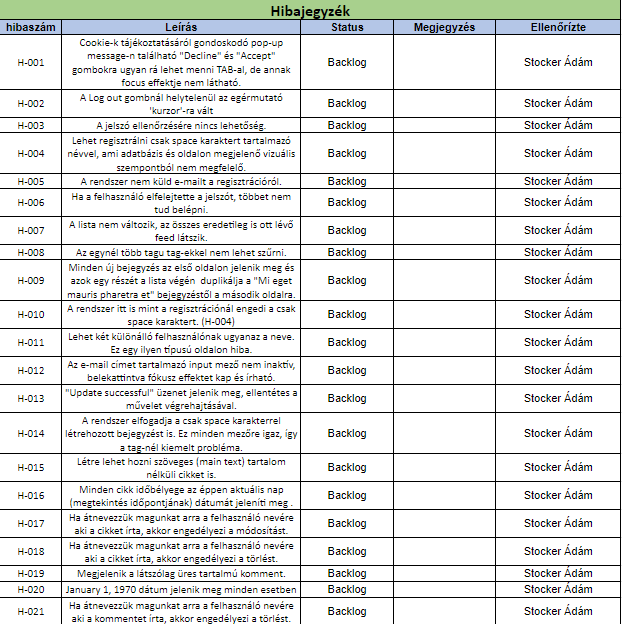 Hibajegyzék
hibaszám Leírás Status Megjegyzés Ellenőrízte
Cookie-k tájékoztatásáról gondoskodó pop-up
message-n található "Decline" és "Accept"
H-001 gombokra ugyan rá lehet menni TAB-al, de annak Backlog Stocker Ádám
focus effektje nem látható.
H-002 A Log out gombnál helytelenül az egérmutató Backlog Stocker Ádám
'kurzor'-ra vált
H-003 A jelszó ellenőrzésére nincs lehetőség. Backlog Stocker Ádám
Lehet regisztrálni csak space karaktert tartalmazó
H-004 névvel, ami adatbázis és oldalon megjelenő vizuális Backlog Stocker Ádám
szempontból nem megfelelő.
H-005 A rendszer nem küld e-mailt a regisztrációról. Backlog Stocker Ádám
H-006 Ha a felhasználó elfelejtette a jelszót, többet nem Backlog Stocker Ádám
tud belépni.
H-007 A lista nem változik, az összes eredetileg is ott lévő Backlog Stocker Ádám
feed látszik.
H-008 Az egynél több tagu tag-ekkel nem lehet szűrni. Backlog Stocker Ádám
Minden új bejegyzés az első oldalon jelenik meg és
H-009 azok egy részét a lista végén duplikálja a "Mi eget Backlog Stocker Ádám
mauris pharetra et" bejegyzéstől a második oldalra.
H-010 A rendszer itt is mint a regisztrációnál engedi a csak Backlog Stocker Ádám
space karaktert. (H-004)
H-011 Lehet két különálló felhasználónak ugyanaz a neve. Backlog Stocker Ádám
Ez egy ilyen típusú oldalon hiba.
H-012 Az e-mail címet tartalmazó input mező nem inaktív, Backlog Stocker Ádám
belekattintva fókusz effektet kap és írható.
H-013 "Update successful" üzenet jelenik meg, ellentétes a Backlog Stocker Ádám
művelet végrehajtásával.
A rendszer elfogadja a csak space karakterrel
H-014 létrehozott bejegyzést is. Ez minden mezőre igaz, így Backlog Stocker Ádám
a tag-nél kiemelt probléma.
H-015 Létre lehet hozni szöveges (main text) tartalom Backlog Stocker Ádám
nélküli cikket is.
H-016 Minden cikk időbélyege az éppen aktuális nap Backlog Stocker Ádám
(megtekintés időpontjának) dátumát jeleníti meg .
H-017 Ha átnevezzük magunkat arra a felhasználó nevére Backlog Stocker Ádám
aki a cikket írta, akkor engedélyezi a módosítást.
H-018 Ha átnevezzük magunkat arra a felhasználó nevére Backlog Stocker Ádám
aki a cikket írta, akkor engedélyezi a törlést.
H-019 Megjelenik a látszólag üres tartalmú komment. Backlog Stocker Ádám
H-020 January 1, 1970 dátum jelenik meg minden esetben Backlog Stocker Ádám
H-021 Ha átnevezzük magunkat arra a felhasználó nevére Backlog Stocker Ádám
aki a kommentet írta, akkor engedélyezi a törlést.